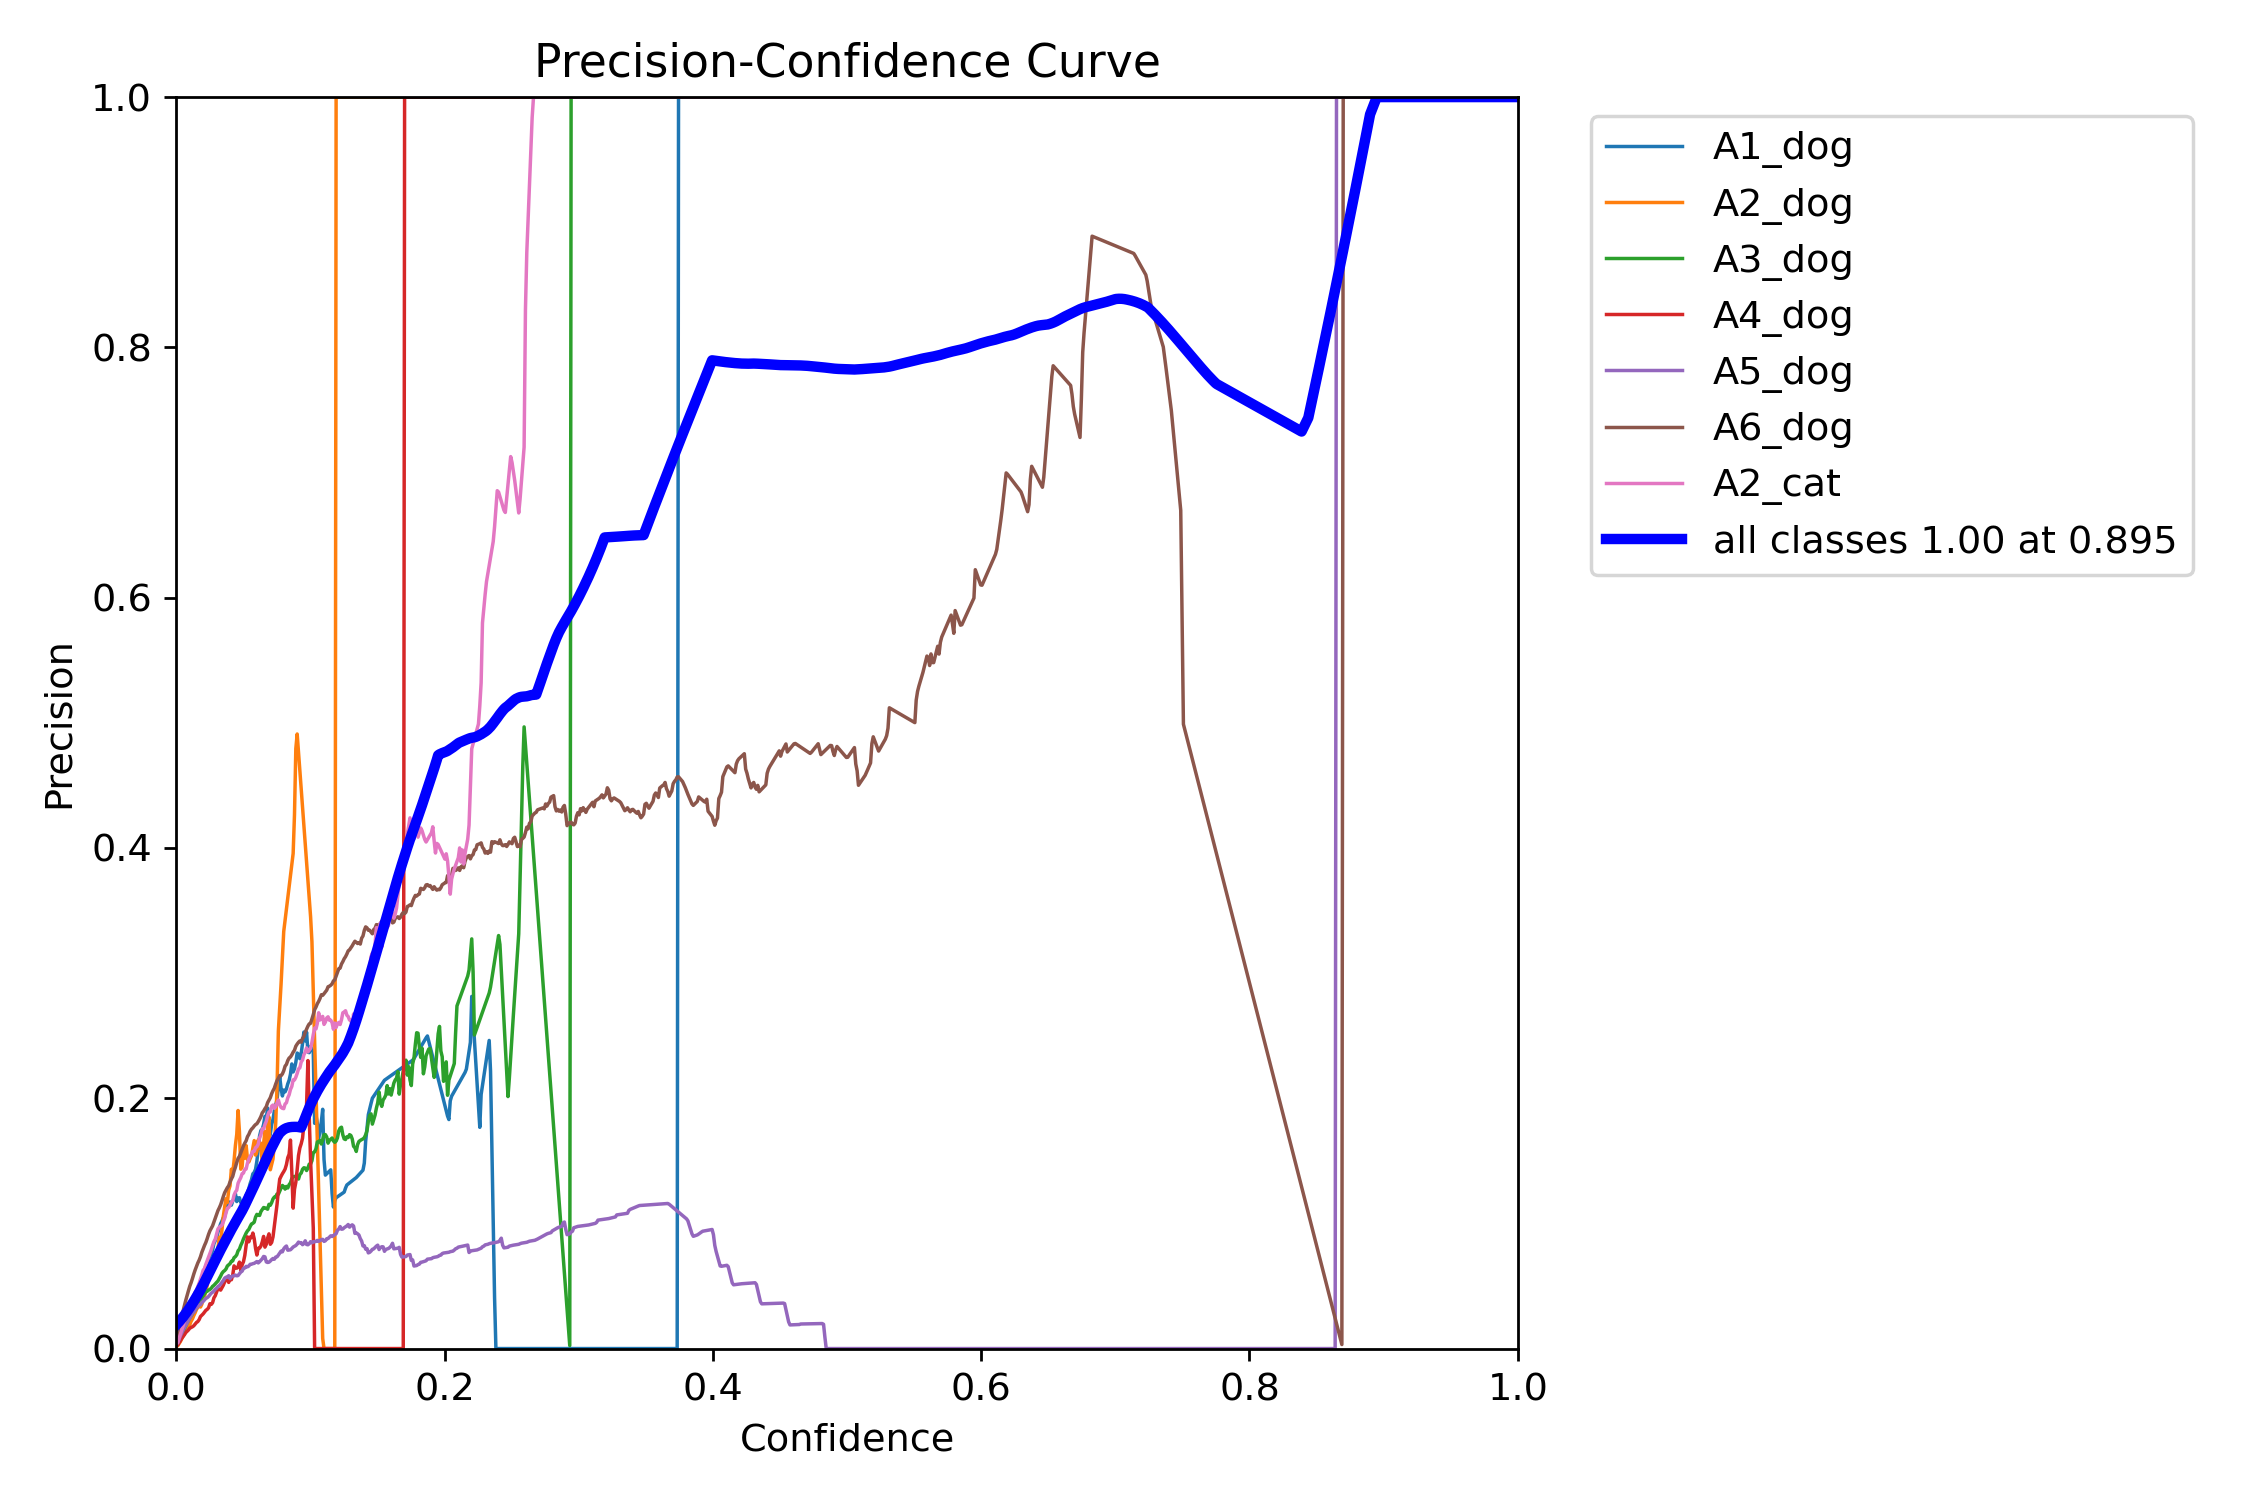 Precision-Confidence Curve
1.0
0.8
0.6
0.4
0.2
0.0
Precision
0.0 0.2 0.4 0.6 0.8 1.0
Confidence
A1_dog
A2_dog
A3_dog
A4_dog
A5_dog
A6_dog
A2_cat
all classes 1.00 at 0.895